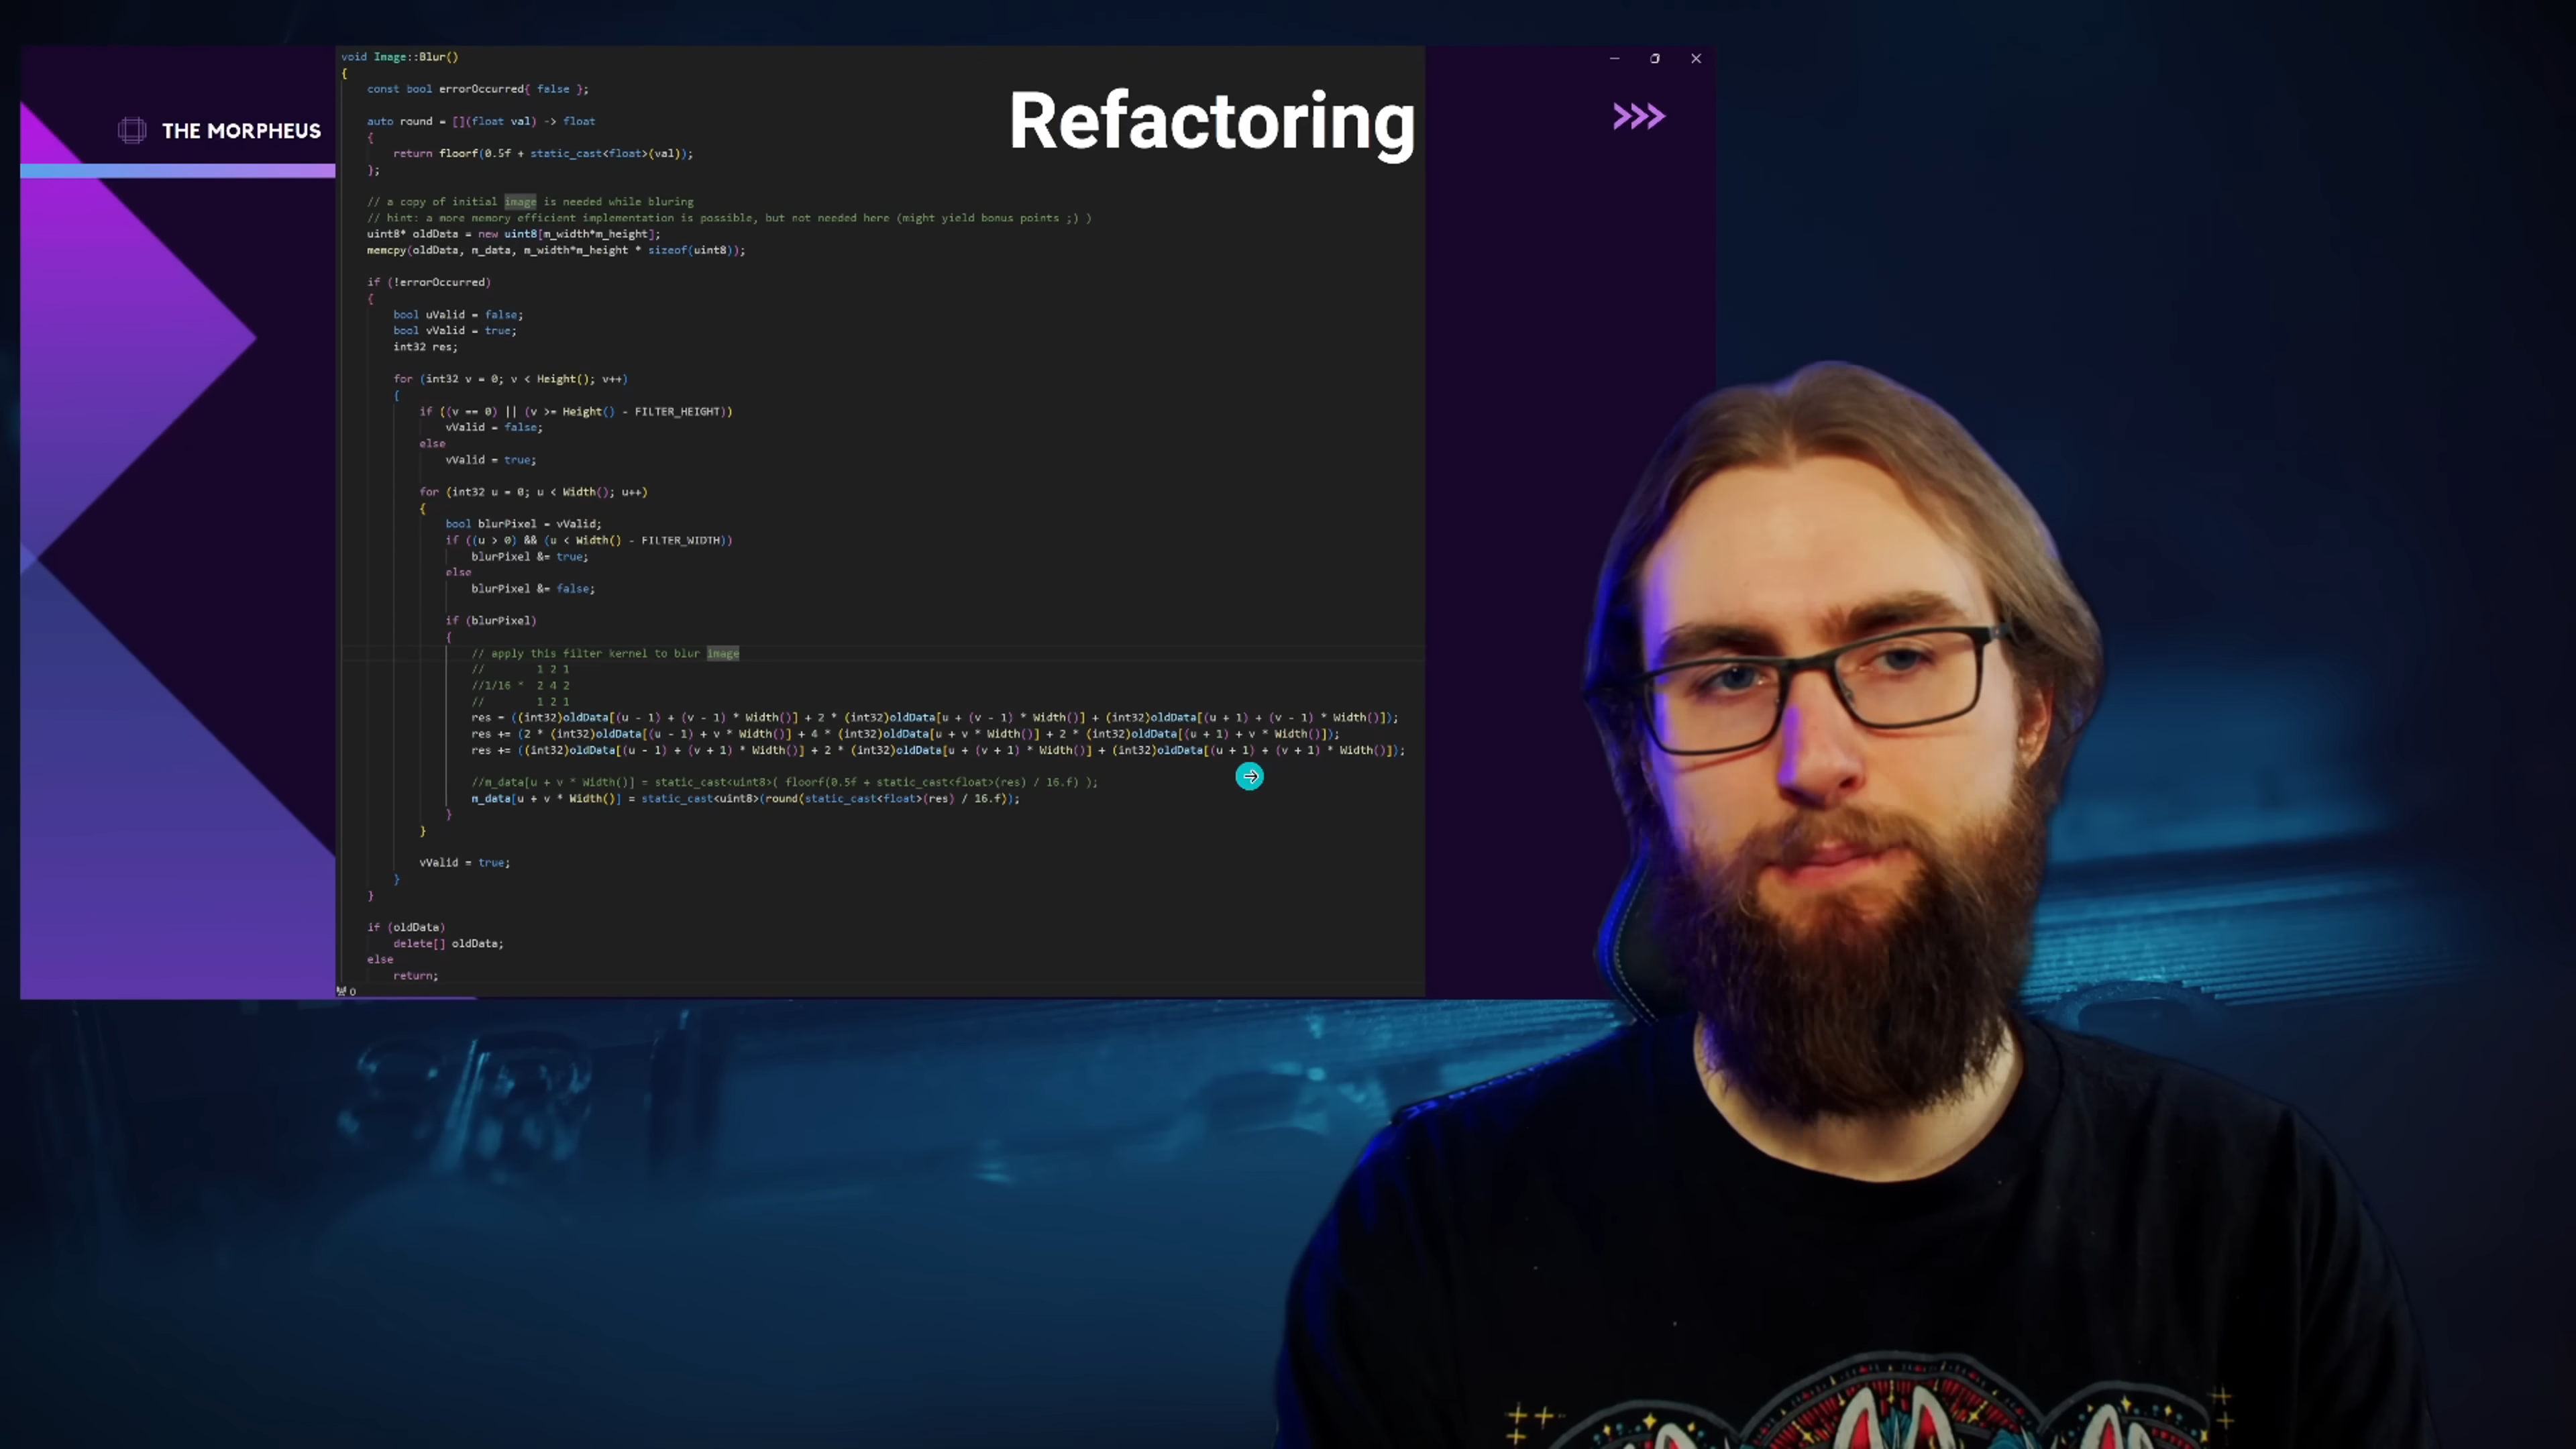 THE MORPHEUS
Refactoring
void Image::Blur()
{
const bool errorOccurred{ false };
auto round = [](float val) -> float
{
return floorf(0.5f + static_cast<float>(val));
};
// a copy of initial image is needed while bluring
// hint: a more memory efficient implementation is possible, but not needed here (might yield bonus points ;) )
uint8* oldData = new uint8[m_width*m_height];
memcpy(oldData, m_data, m_width*m_height * sizeof(uint8));
if (!errorOccurred)
{
bool uValid = false;
bool vValid = true;
int32 res;
for (int32 v = 0; v < Height(); v++)
{
if ((v == 0) || (v >= Height() - FILTER_HEIGHT))
vValid = false;
else
vValid = true;
for (int32 u = 0; u < Width(); u++)
{
bool blurPixel = vValid;
if ((u > 0) && (u < Width() - FILTER_WIDTH))
blurPixel &= true;
else
blurPixel &= false;
if (blurPixel)
{
// apply this filter kernel to blur image
// 1 2 1
//1/16 * 2 4 2
// 1 2 1
res = ((int32)oldData[(u - 1) + (v - 1) * Width()] + 2 * (int32)oldData[u + (v - 1) * Width()] + (int32)oldData[(u + 1) + (v - 1) * Width()]);
res += (2 * (int32)oldData[(u - 1) + v * Width()] + 4 * (int32)oldData[u + v * Width()] + 2 * (int32)oldData[(u + 1) + v * Width()]);
res += ((int32)oldData[(u - 1) + (v + 1) * Width()] + 2 * (int32)oldData[u + (v + 1) * Width()] + (int32)oldData[(u + 1) + (v + 1) * Width()]);
//m_data[u + v * Width()] = static_cast<uint8>( floorf(0.5f + static_cast<float>(res) / 16.f) );
m_data[u + v * Width()] = static_cast<uint8>(round(static_cast<float>(res) / 16.f));
}
}
vValid = true;
}
}
if (oldData)
delete[] oldData;
else
return;
0